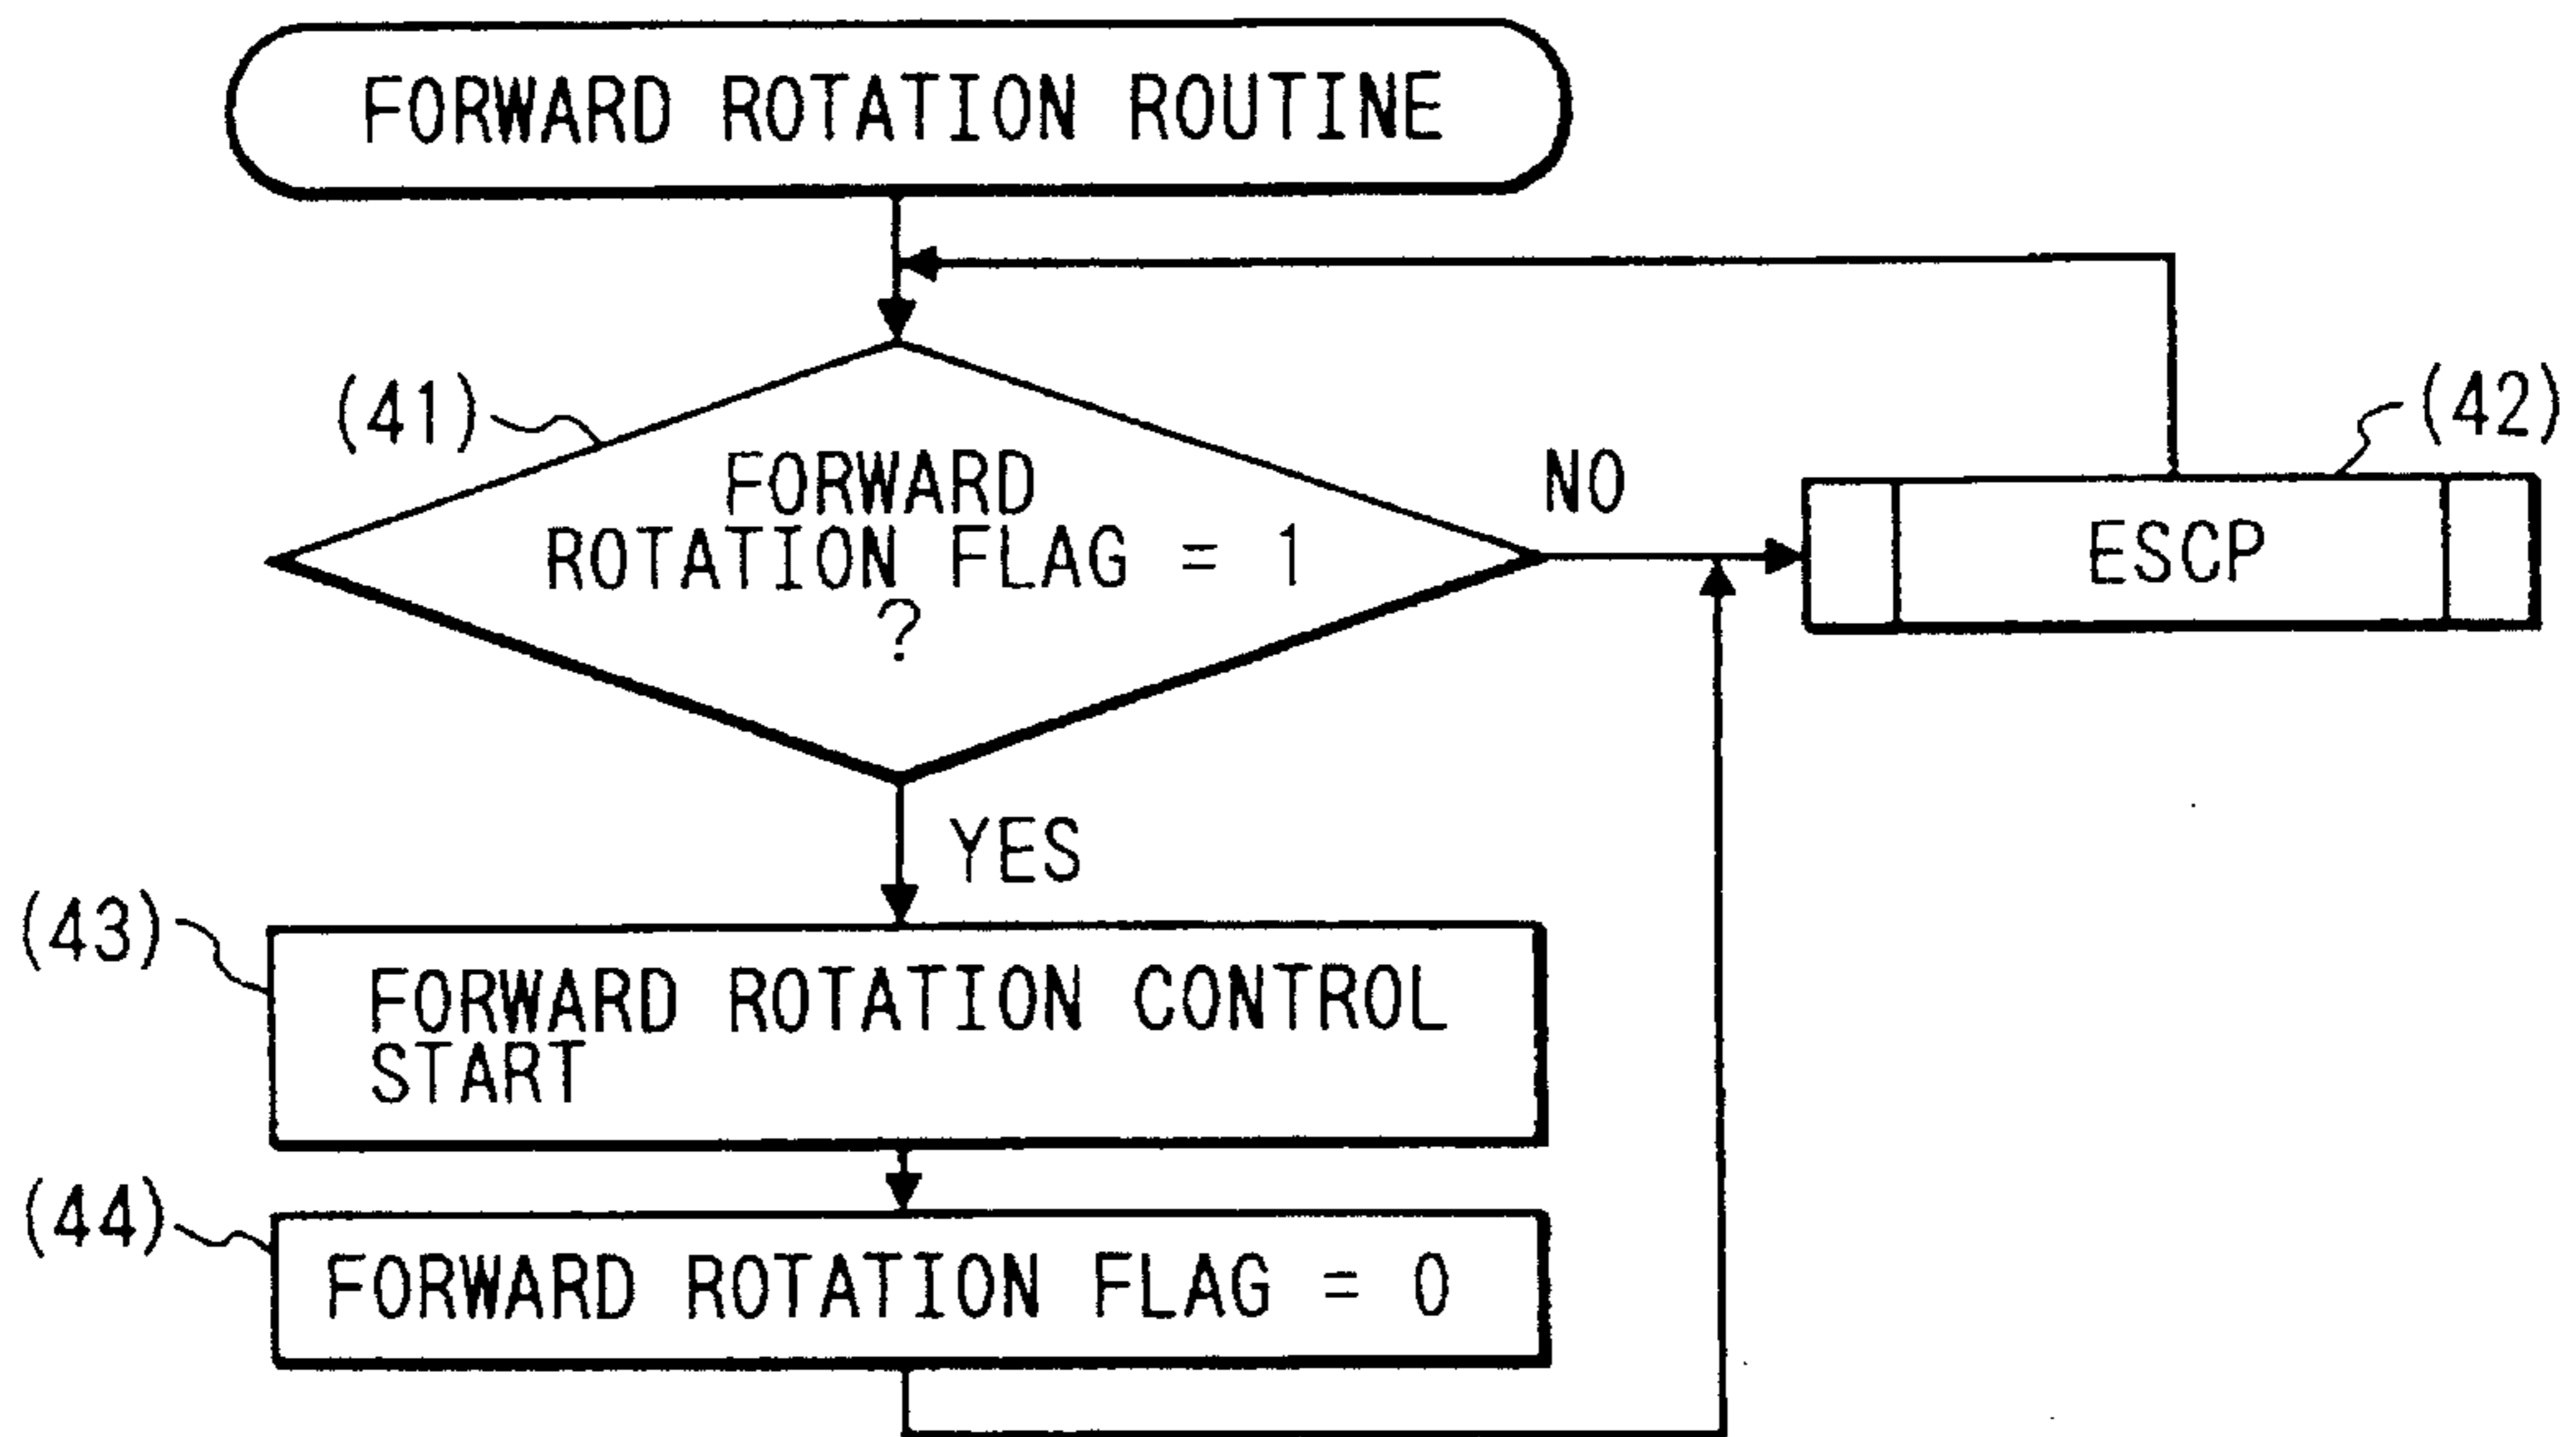 FORWARD ROTATION ROUTINE
(41)
FORWARD
ROTATION FLAG = 1
?
NO
(42)
ESCP
YES
(43)
FORWARD ROTATION CONTROL
START
(44)
FORWARD ROTATION FLAG = 0